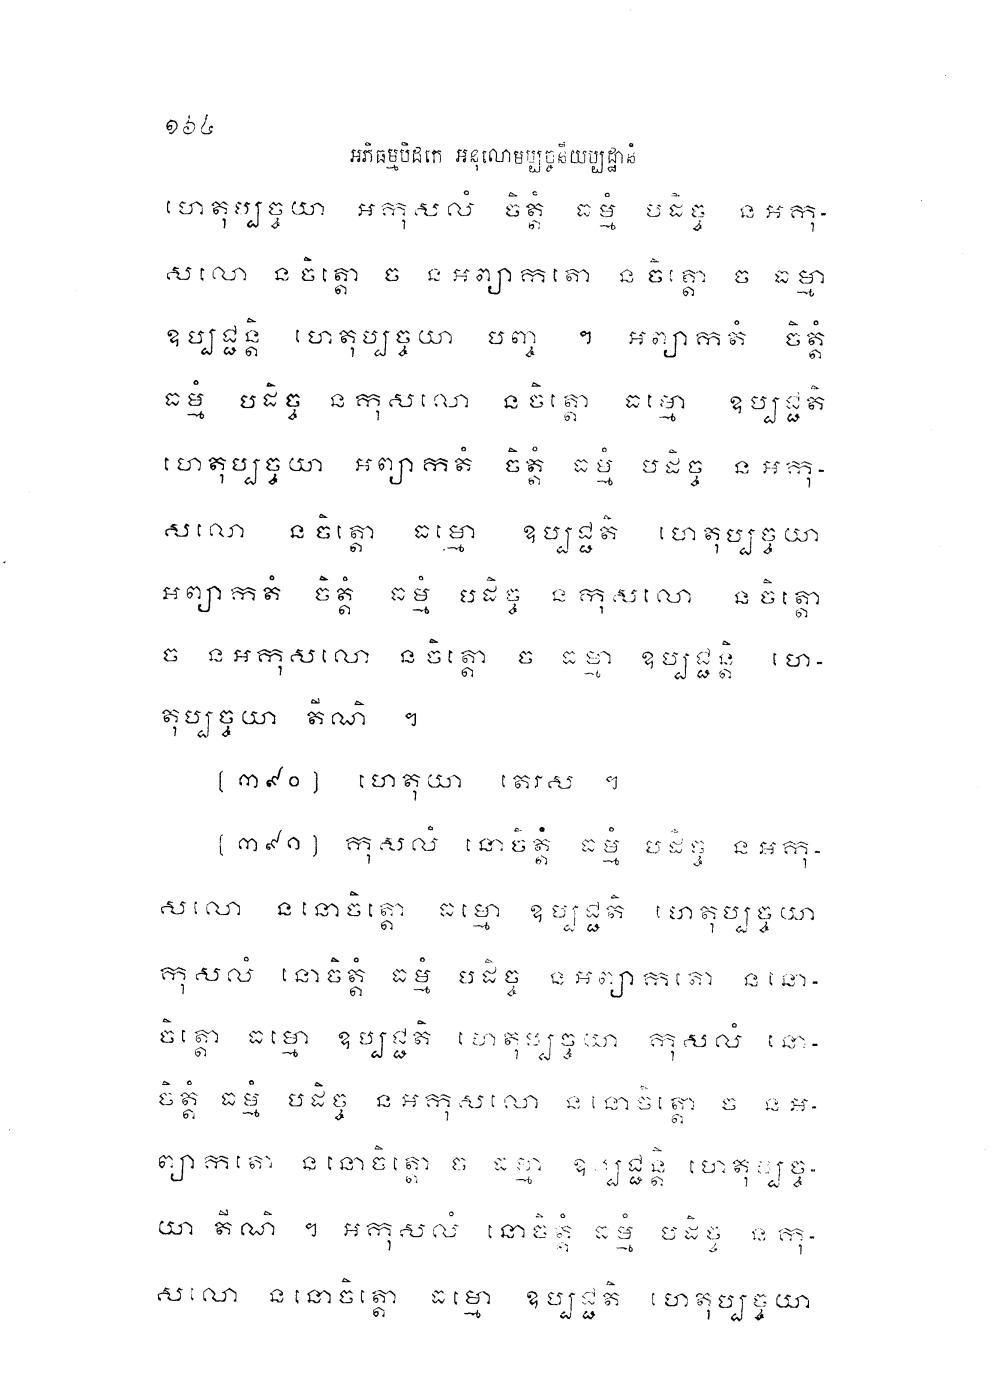 ១៦៤
អភិធម្មបិដកេ អនុលោមប្បច្ចនីយប្បដ្ឋានំ
ហេតុប្បច្ចយា អកុសលំ ចិត្តំ ធម្មំ បដិច្ច នអកុ-
សលោ នចិត្តោ ច នអព្យាកតោ នចិត្តោ ច ធម្មា
ឧប្បជ្ជន្តិ ហេតុប្បច្ចយា បញ្ច ។ អព្យាកតំ ចិត្តំ
ធម្មំ បដិច្ច នកុសលោ នចិត្តោ ធម្មោ ឧប្បជ្ជតិ
ហេតុប្បច្ចយា អព្យាកតំ ចិត្តំ ធម្មំ បដិច្ច នអកុ-
សលោ នចិត្តោ ធម្មោ ឧប្បជ្ជតិ ហេតុប្បច្ចយា
អព្យាកតំ ចិត្តំ ធម្មំ បដិច្ច នកុសលោ នចិត្តោ
ច នអកុសលោ នចិត្តោ ច ធម្មា ឧប្បជ្ជន្តិ ហេ-
តុប្បច្ចយា តីណិ ។
[៣៩០] ហេតុយា តេរស ។
[៣៩១] កុសលំ នោចិត្តំ ធម្មំ បដិច្ច នអកុ-
សលោ ននោចិត្តោ ធម្មោ ឧប្បជ្ជតិ ហេតុប្បច្ចយា
កុសលំ នោចិត្តំ ធម្មំ បដិច្ច នអព្យាកតោ ននោ-
ចិត្តោ ធម្មោ ឧប្បជ្ជតិ ហេតុប្បច្ចយា កុសលំ នោ-
ចិត្តំ ធម្មំ បដិច្ច នអកុសលោ ននោចិត្តោ ច នអ-
ព្យាកតោ ននោចិត្តោ ច ធម្មា ឧប្បជ្ជន្តិ ហេតុប្បច្ច-
យា តីណិ ។ អកុសលំ នោចិត្តំ ធម្មំ បដិច្ច នកុ-
សលោ ននោចិត្តោ ធម្មោ ឧប្បជ្ជតិ ហេតុប្បច្ចយា